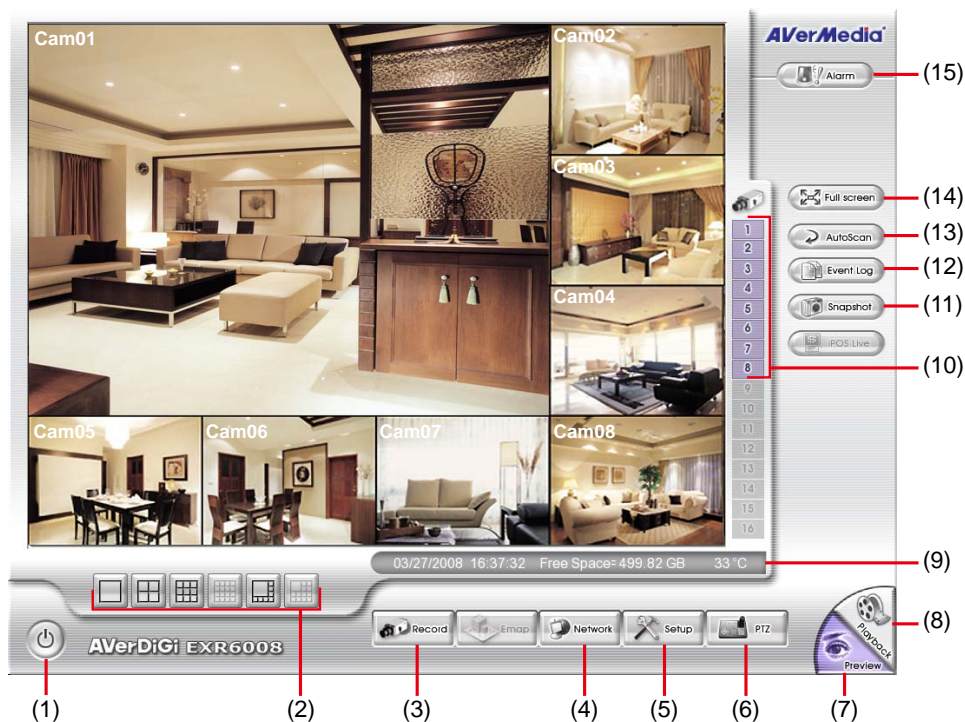 Cam01
Cam02
AVerMedia
Alarm
(15)
Cam03
Full screen
(14)
1
AutoScan
(13)
2
3
Event Log
(12)
4
Cam04
5
Snapshot
(11)
6
7
iPOS Live
8
(10)
9
10
11
Cam05
Cam06
Cam07
Cam08
12
13
14
15
16
03/27/2008 16:37:32 Free Space= 499.82 GB 33 °C
(9)
Record
Emap
Network
Setup
PTZ
Playback
(8)
AVerDiGi EXR6008
Preview
(1)
(2)
(3)
(4)
(5)
(6)
(7)